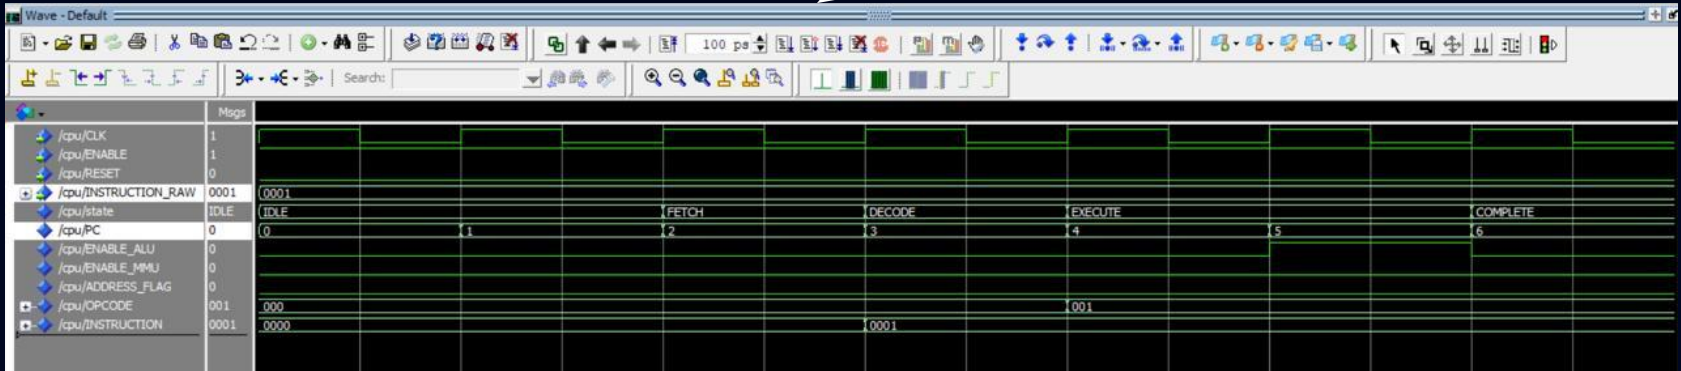 Wave - Default
100 ps
Search:
Msgs
/cpu/CLK 1
/cpu/ENABLE 1
/cpu/RESET 0
/cpu/INSTRUCTION_RAW 0001 0001
/cpu/state IDLE IDLE FETCH DECODE EXECUTE COMPLETE
/cpu/PC 0 0 1 2 3 4 5 6
/cpu/ENABLE_ALU 0
/cpu/ENABLE_MMU 0
/cpu/ADDRESS_FLAG 0
/cpu/OPCODE 001 000 001
/cpu/INSTRUCTION 0001 0000 0001